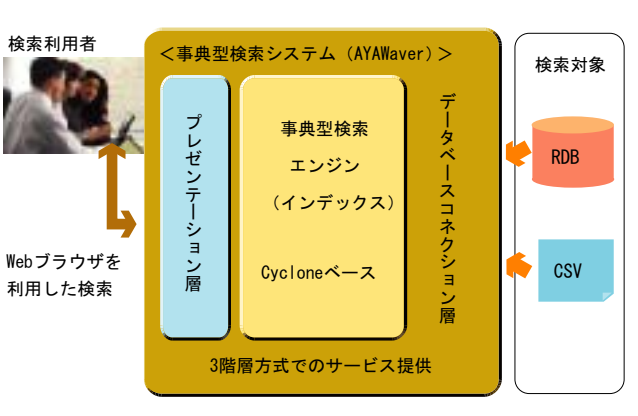 検索利用者
Webブラウザを
利用した検索
<事典型検索システム（AYAWaver）>
プレゼンテーション層
事典型検索
エンジン
（インデックス）
Cycloneベース
データベースコネクション層
3階層方式でのサービス提供
検索対象
RDB
CSV